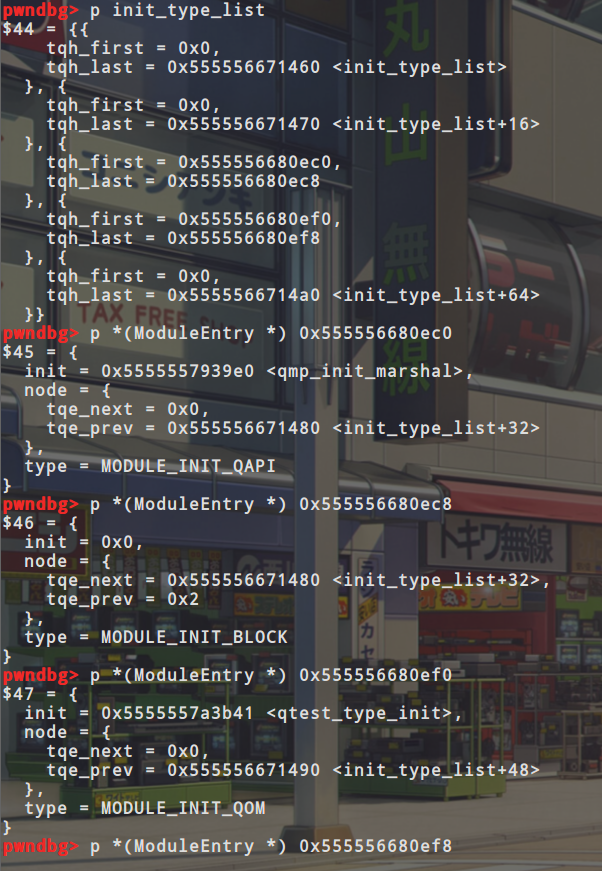 pwndbg> p init_type_list
$44 = {{
    tqh_first = 0x0,
    tqh_last = 0x555556671460 <init_type_list>
  }, {
    tqh_first = 0x0,
    tqh_last = 0x555556671470 <init_type_list+16>
  }, {
    tqh_first = 0x555556680ec0,
    tqh_last = 0x555556680ec8
  }, {
    tqh_first = 0x555556680ef0,
    tqh_last = 0x555556680ef8
  }, {
    tqh_first = 0x0,
    tqh_last = 0x5555566714a0 <init_type_list+64>
  }}
pwndbg> p *(ModuleEntry *) 0x555556680ec0
$45 = {
  init = 0x5555557939e0 <qmp_init_marshal>,
  node = {
    tqe_next = 0x0,
    tqe_prev = 0x555556671480 <init_type_list+32>
  },
  type = MODULE_INIT_QAPI
}
pwndbg> p *(ModuleEntry *) 0x555556680ec8
$46 = {
  init = 0x0,
  node = {
    tqe_next = 0x555556671480 <init_type_list+32>,
    tqe_prev = 0x2
  },
  type = MODULE_INIT_BLOCK
}
pwndbg> p *(ModuleEntry *) 0x555556680ef0
$47 = {
  init = 0x5555557a3b41 <qtest_type_init>,
  node = {
    tqe_next = 0x0,
    tqe_prev = 0x555556671490 <init_type_list+48>
  },
  type = MODULE_INIT_QOM
}
pwndbg> p *(ModuleEntry *) 0x555556680ef8
丸山無線
TAX FREE
トキワ無線